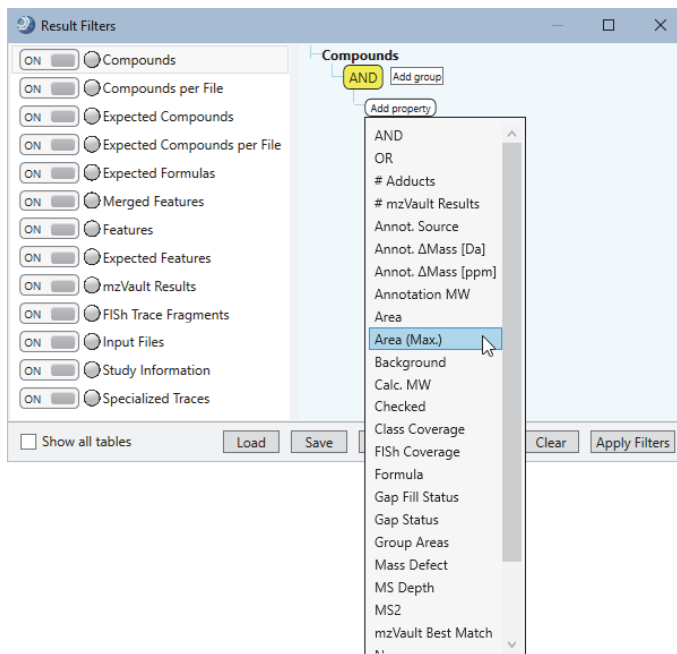 Result Filters
ON Compounds
ON Compounds per File
ON Expected Compounds
ON Expected Compounds per File
ON Expected Formulas
ON Merged Features
ON Features
ON Expected Features
ON mzVault Results
ON FISh Trace Fragments
ON Input Files
ON Study Information
ON Specialized Traces
Compounds
AND Add group
Add property
AND
OR
# Adducts
# mzVault Results
Annot. Source
Annot. ΔMass [Da]
Annot. ΔMass [ppm]
Annotation MW
Area
Area (Max.)
Background
Calc. MW
Checked
Class Coverage
FISh Coverage
Formula
Gap Fill Status
Gap Status
Group Areas
Mass Defect
MS Depth
MS2
mzVault Best Match
Show all tables Load Save Clear Apply Filters